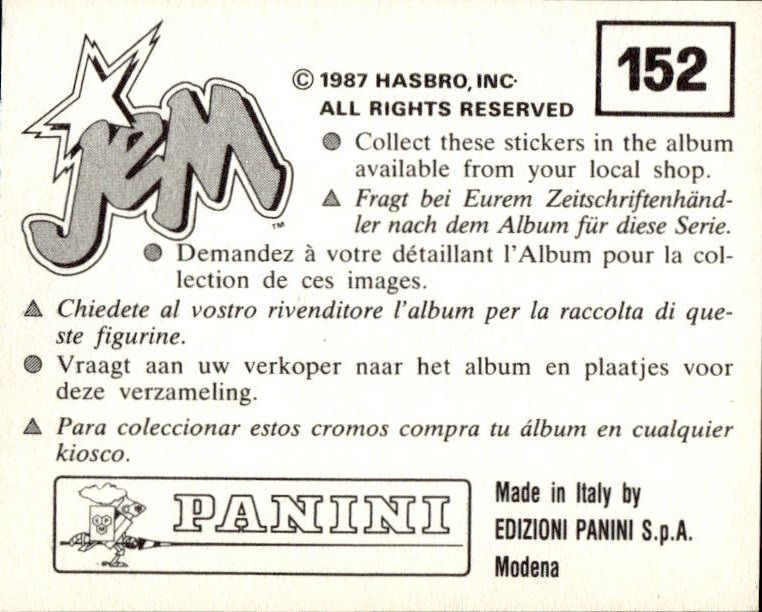 jem
™
© 1987 HASBRO, INC.
ALL RIGHTS RESERVED
152
Collect these stickers in the album
available from your local shop.
Fragt bei Eurem Zeitschriftenhänd-
ler nach dem Album für diese Serie.
Demandez à votre détaillant l'Album pour la col-
lection de ces images.
Chiedete al vostro rivenditore l'album per la raccolta di que-
ste figurine.
Vraagt aan uw verkoper naar het album en plaatjes voor
deze verzameling.
Para coleccionar estos cromos compra tu álbum en cualquier
kiosco.
PANINI
Made in Italy by
EDIZIONI PANINI S.p.A.
Modena